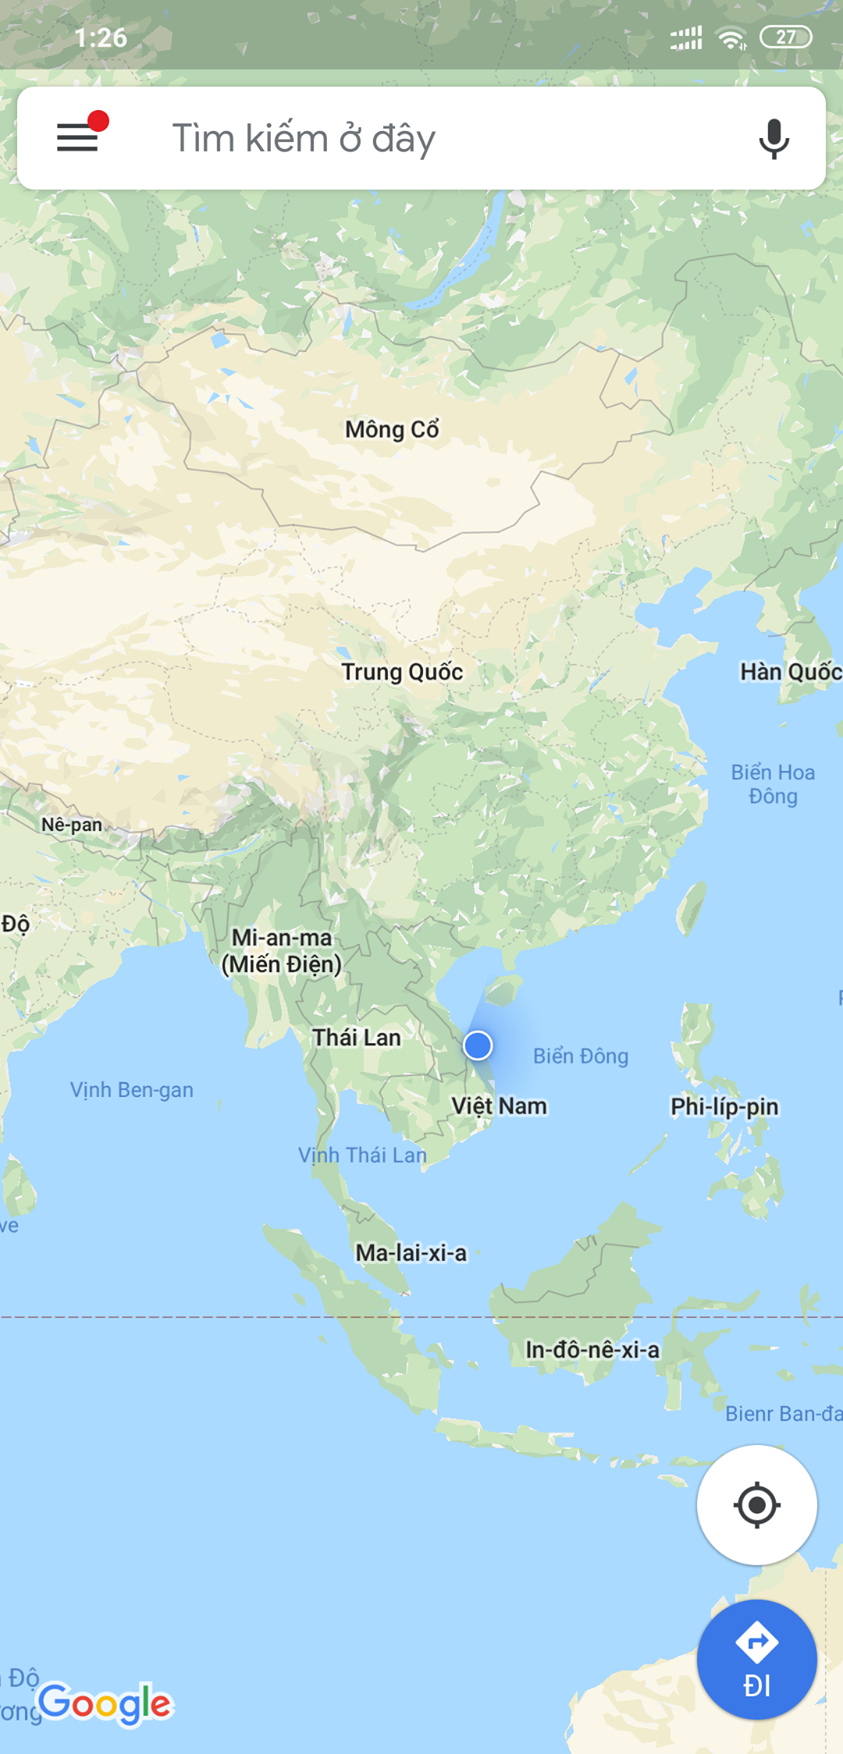 1:26
27
Tìm kiếm ở đây
Mông Cổ
Trung Quốc
Hàn Quốc
Biển Hoa
Đông
Nê-pan
Độ
Mi-an-ma
(Miến Điện)
Thái Lan
Biển Đông
Vịnh Ben-gan
Việt Nam
Phi-líp-pin
Vịnh Thái Lan
ve
Ma-lai-xi-a
In-đô-nê-xi-a
Bienr Ban-đa
ĐI
Độ
ơng
Google